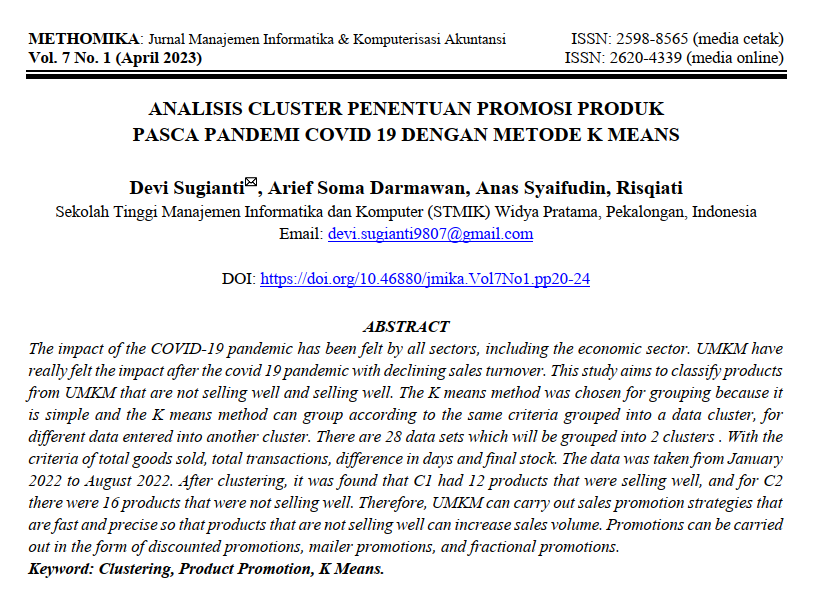 METHOMIKA: Jurnal Manajemen Informatika & Komputerisasi Akuntansi ISSN: 2598-8565 (media cetak)
Vol. 7 No. 1 (April 2023) ISSN: 2620-4339 (media online)
ANALISIS CLUSTER PENENTUAN PROMOSI PRODUK
PASCA PANDEMI COVID 19 DENGAN METODE K MEANS
Devi Sugianti✉, Arief Soma Darmawan, Anas Syaifudin, Risqiati
Sekolah Tinggi Manajemen Informatika dan Komputer (STMIK) Widya Pratama, Pekalongan, Indonesia
Email: devi.sugianti9807@gmail.com
DOI: https://doi.org/10.46880/jmika.Vol7No1.pp20-24
ABSTRACT
The impact of the COVID-19 pandemic has been felt by all sectors, including the economic sector. UMKM have
really felt the impact after the covid 19 pandemic with declining sales turnover. This study aims to classify products
from UMKM that are not selling well and selling well. The K means method was chosen for grouping because it
is simple and the K means method can group according to the same criteria grouped into a data cluster, for
different data entered into another cluster. There are 28 data sets which will be grouped into 2 clusters . With the
criteria of total goods sold, total transactions, difference in days and final stock. The data was taken from January
2022 to August 2022. After clustering, it was found that C1 had 12 products that were selling well, and for C2
there were 16 products that were not selling well. Therefore, UMKM can carry out sales promotion strategies that
are fast and precise so that products that are not selling well can increase sales volume. Promotions can be carried
out in the form of discounted promotions, mailer promotions, and fractional promotions.
Keyword: Clustering, Product Promotion, K Means.